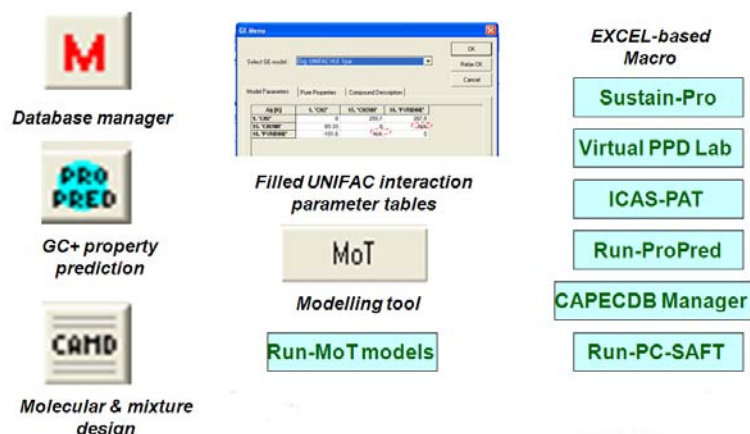 M
Database manager
PRO
PRED
GC+ property
prediction
CAMD
Molecular & mixture
design
GE Menu
Select GE model:
OK
Cancel
Model Parameters
Pure Properties
Compound Description
N/A
N/A
Filled UNIFAC interaction
parameter tables
MoT
Modelling tool
Run-MoT models
EXCEL-based
Macro
Sustain-Pro
Virtual PPD Lab
ICAS-PAT
Run-ProPred
CAPECDB Manager
Run-PC-SAFT